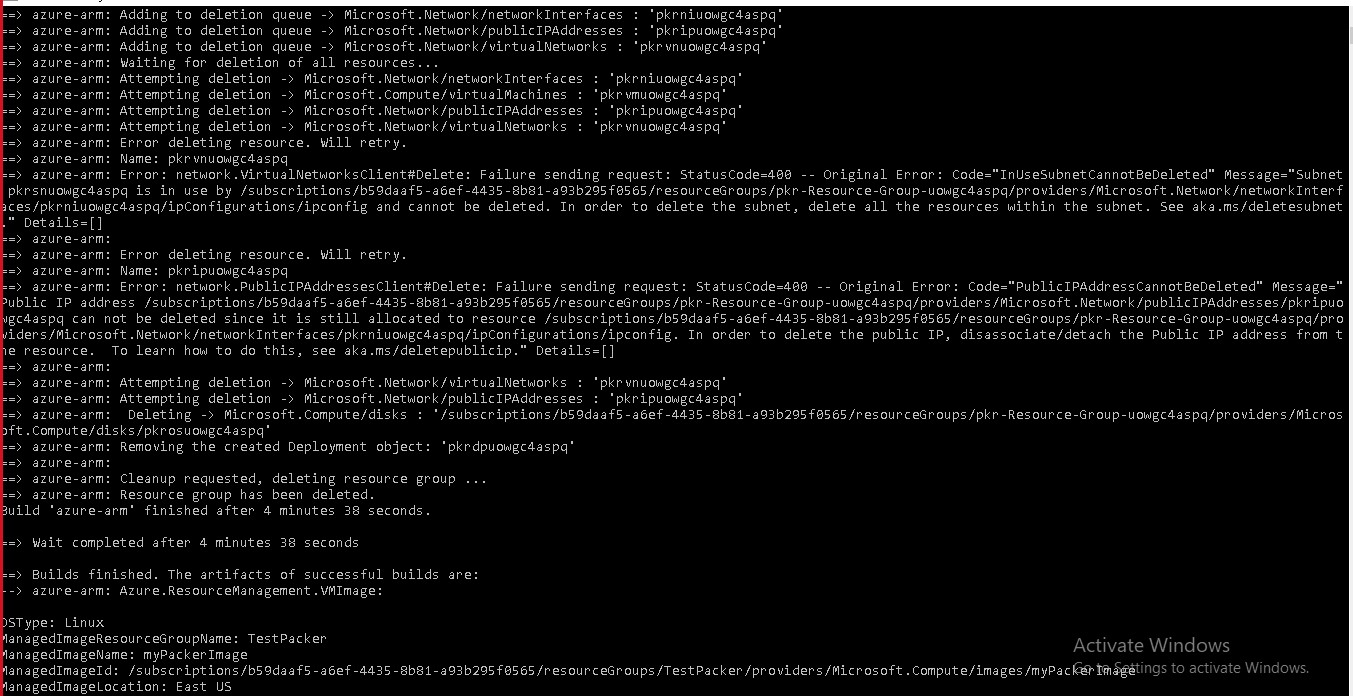 ==> azure-arm: Adding to deletion queue -> Microsoft.Network/networkInterfaces : 'pkrniuowgc4aspq'
==> azure-arm: Adding to deletion queue -> Microsoft.Network/publicIPAddresses : 'pkripuowgc4aspq'
==> azure-arm: Adding to deletion queue -> Microsoft.Network/virtualNetworks : 'pkrvnuowgc4aspq'
==> azure-arm: Waiting for deletion of all resources...
==> azure-arm: Attempting deletion -> Microsoft.Network/networkInterfaces : 'pkrniuowgc4aspq'
==> azure-arm: Attempting deletion -> Microsoft.Compute/virtualMachines : 'pkrvmuowgc4aspq'
==> azure-arm: Attempting deletion -> Microsoft.Network/publicIPAddresses : 'pkripuowgc4aspq'
==> azure-arm: Attempting deletion -> Microsoft.Network/virtualNetworks : 'pkrvnuowgc4aspq'
==> azure-arm: Error deleting resource. Will retry.
==> azure-arm: Name: pkrvnuowgc4aspq
==> azure-arm: Error: network.VirtualNetworksClient#Delete: Failure sending request: StatusCode=400 -- Original Error: Code="InUseSubnetCannotBeDeleted" Message="Subnet
pkrsnuowgc4aspq is in use by /subscriptions/b59daaf5-a6ef-4435-8b81-a93b295f0565/resourceGroups/pkr-Resource-Group-uowgc4aspq/providers/Microsoft.Network/networkInterf
aces/pkrniuowgc4aspq/ipConfigurations/ipconfig and cannot be deleted. In order to delete the subnet, delete all the resources within the subnet. See aka.ms/deletesubnet
." Details=[]
==> azure-arm:
==> azure-arm: Error deleting resource. Will retry.
==> azure-arm: Name: pkripuowgc4aspq
==> azure-arm: Error: network.PublicIPAddressesClient#Delete: Failure sending request: StatusCode=400 -- Original Error: Code="PublicIPAddressCannotBeDeleted" Message="
Public IP address /subscriptions/b59daaf5-a6ef-4435-8b81-a93b295f0565/resourceGroups/pkr-Resource-Group-uowgc4aspq/providers/Microsoft.Network/publicIPAddresses/pkripuo
wgc4aspq can not be deleted since it is still allocated to resource /subscriptions/b59daaf5-a6ef-4435-8b81-a93b295f0565/resourceGroups/pkr-Resource-Group-uowgc4aspq/pro
viders/Microsoft.Network/networkInterfaces/pkrniuowgc4aspq/ipConfigurations/ipconfig. In order to delete the public IP, disassociate/detach the Public IP address from t
he resource.  To learn how to do this, see aka.ms/deletepublicip." Details=[]
==> azure-arm:
==> azure-arm: Attempting deletion -> Microsoft.Network/virtualNetworks : 'pkrvnuowgc4aspq'
==> azure-arm: Attempting deletion -> Microsoft.Network/publicIPAddresses : 'pkripuowgc4aspq'
==> azure-arm:  Deleting -> Microsoft.Compute/disks : '/subscriptions/b59daaf5-a6ef-4435-8b81-a93b295f0565/resourceGroups/pkr-Resource-Group-uowgc4aspq/providers/Micros
oft.Compute/disks/pkrosuowgc4aspq'
==> azure-arm: Removing the created Deployment object: 'pkrdpuowgc4aspq'
==> azure-arm:
==> azure-arm: Cleanup requested, deleting resource group ...
==> azure-arm: Resource group has been deleted.
Build 'azure-arm' finished after 4 minutes 38 seconds.
==> Wait completed after 4 minutes 38 seconds
==> Builds finished. The artifacts of successful builds are:
--> azure-arm: Azure.ResourceManagement.VMImage:
OSType: Linux
ManagedImageResourceGroupName: TestPacker
ManagedImageName: myPackerImage
ManagedImageId: /subscriptions/b59daaf5-a6ef-4435-8b81-a93b295f0565/resourceGroups/TestPacker/providers/Microsoft.Compute/images/myPackerImage
ManagedImageLocation: East US
Activate Windows
Go to Settings to activate Windows.